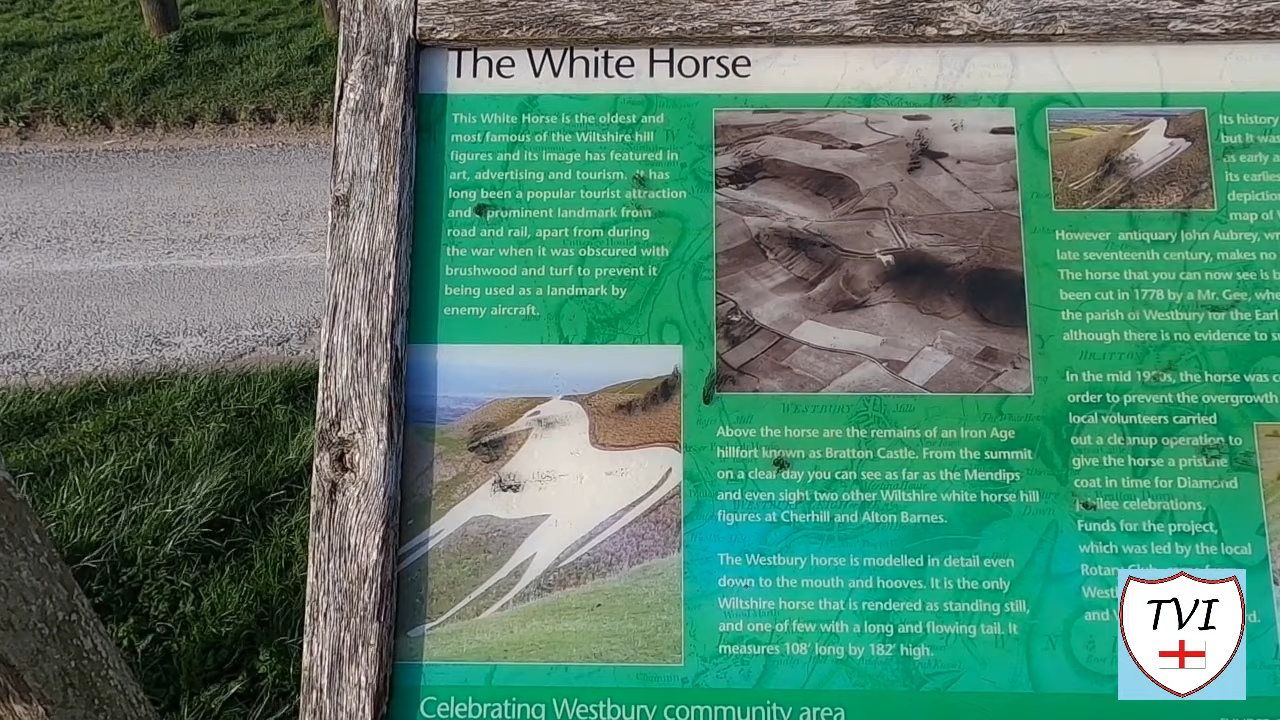 The White Horse
This White Horse is the oldest and
most famous of the Wiltshire hill
figures and its image has featured in
art, advertising and tourism. It has
long been a popular tourist attraction
and a prominent landmark from
road and rail, apart from during
the war when it was obscured with
brushwood and turf to prevent it
being used as a landmark by
enemy aircraft.
Above the horse are the remains of an Iron Age
hillfort known as Bratton Castle. From the summit
on a clear day you can see as far as the Mendips
and even sight two other Wiltshire white horse hill
figures at Cherhill and Alton Barnes.
The Westbury horse is modelled in detail even
down to the mouth and hooves. It is the only
Wiltshire horse that is rendered as standing still,
and one of few with a long and flowing tail. It
measures 108' long by 182' high.
Its history
but it was
as early a
its earlies
depictio
map of
However antiquary John Aubrey, wr
late seventeenth century, makes no
The horse that you can now see is b
been cut in 1778 by a Mr. Gee, who
the parish of Westbury for the Earl
although there is no evidence to s
BRATTON
In the mid the horse was c
order to prevent the overgrowth
local volunteers carried
out a cleanup operation to
give the horse a pristine
coat in time for Diamond
Jubilee celebrations.
Funds for the project,
which was led by the local
Rotary Club
West
and
rd.
WESTBURY
Celebrating Westbury community area
TVI